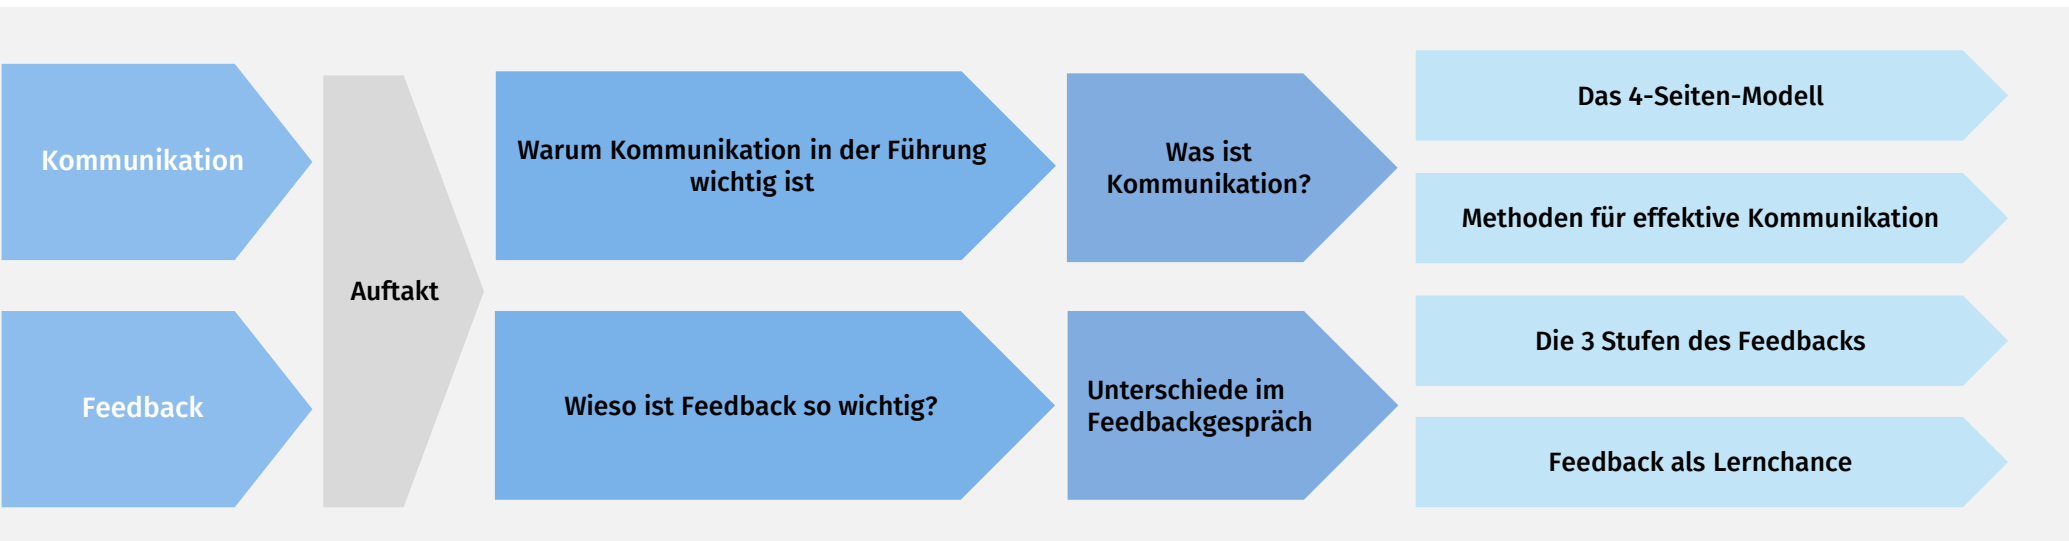 Kommunikation
Feedback
Auftakt
Warum Kommunikation in der Führung
wichtig ist
Wieso ist Feedback so wichtig?
Was ist
Kommunikation?
Unterschiede im
Feedbackgespräch
Das 4-Seiten-Modell
Methoden für effektive Kommunikation
Die 3 Stufen des Feedbacks
Feedback als Lernchance